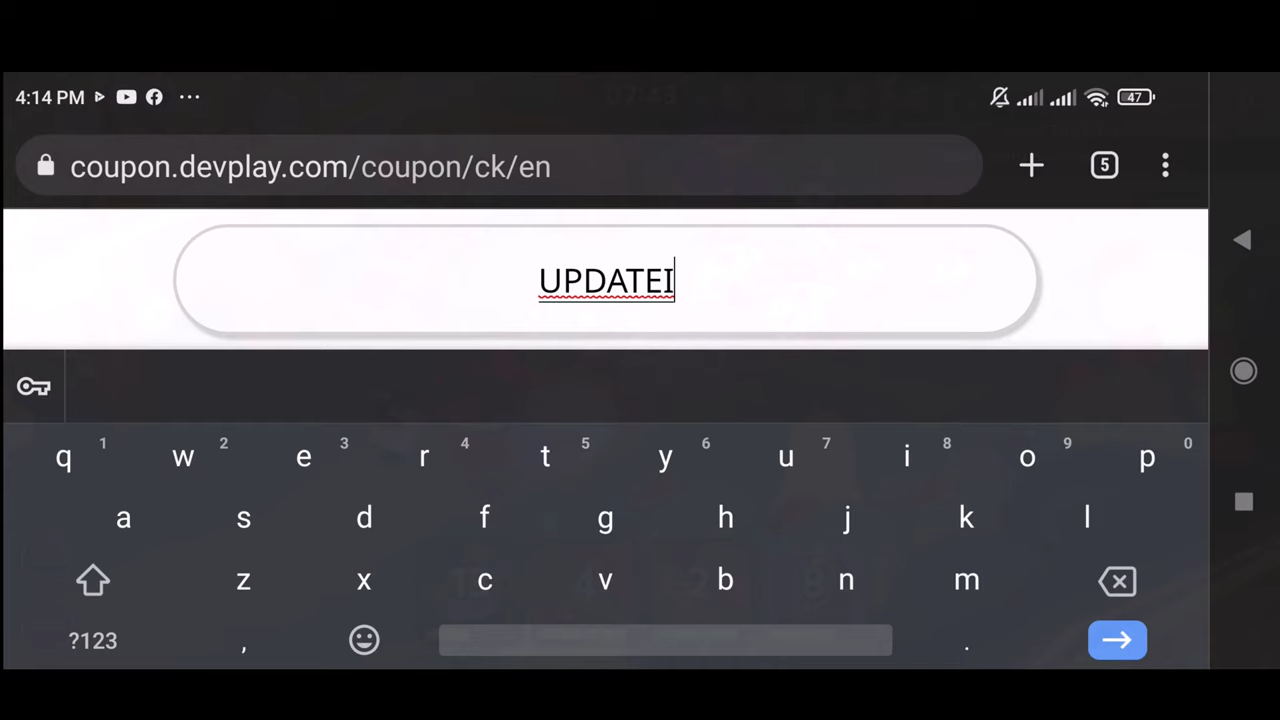 4:14 PM ...
47
coupon.devplay.com/coupon/ck/en
5
UPDATEI
1 2 3 4 5 6 7 8 9 0
q w e r t y u i o p
a s d f g h j k l
z x c v b n m
?123 , .